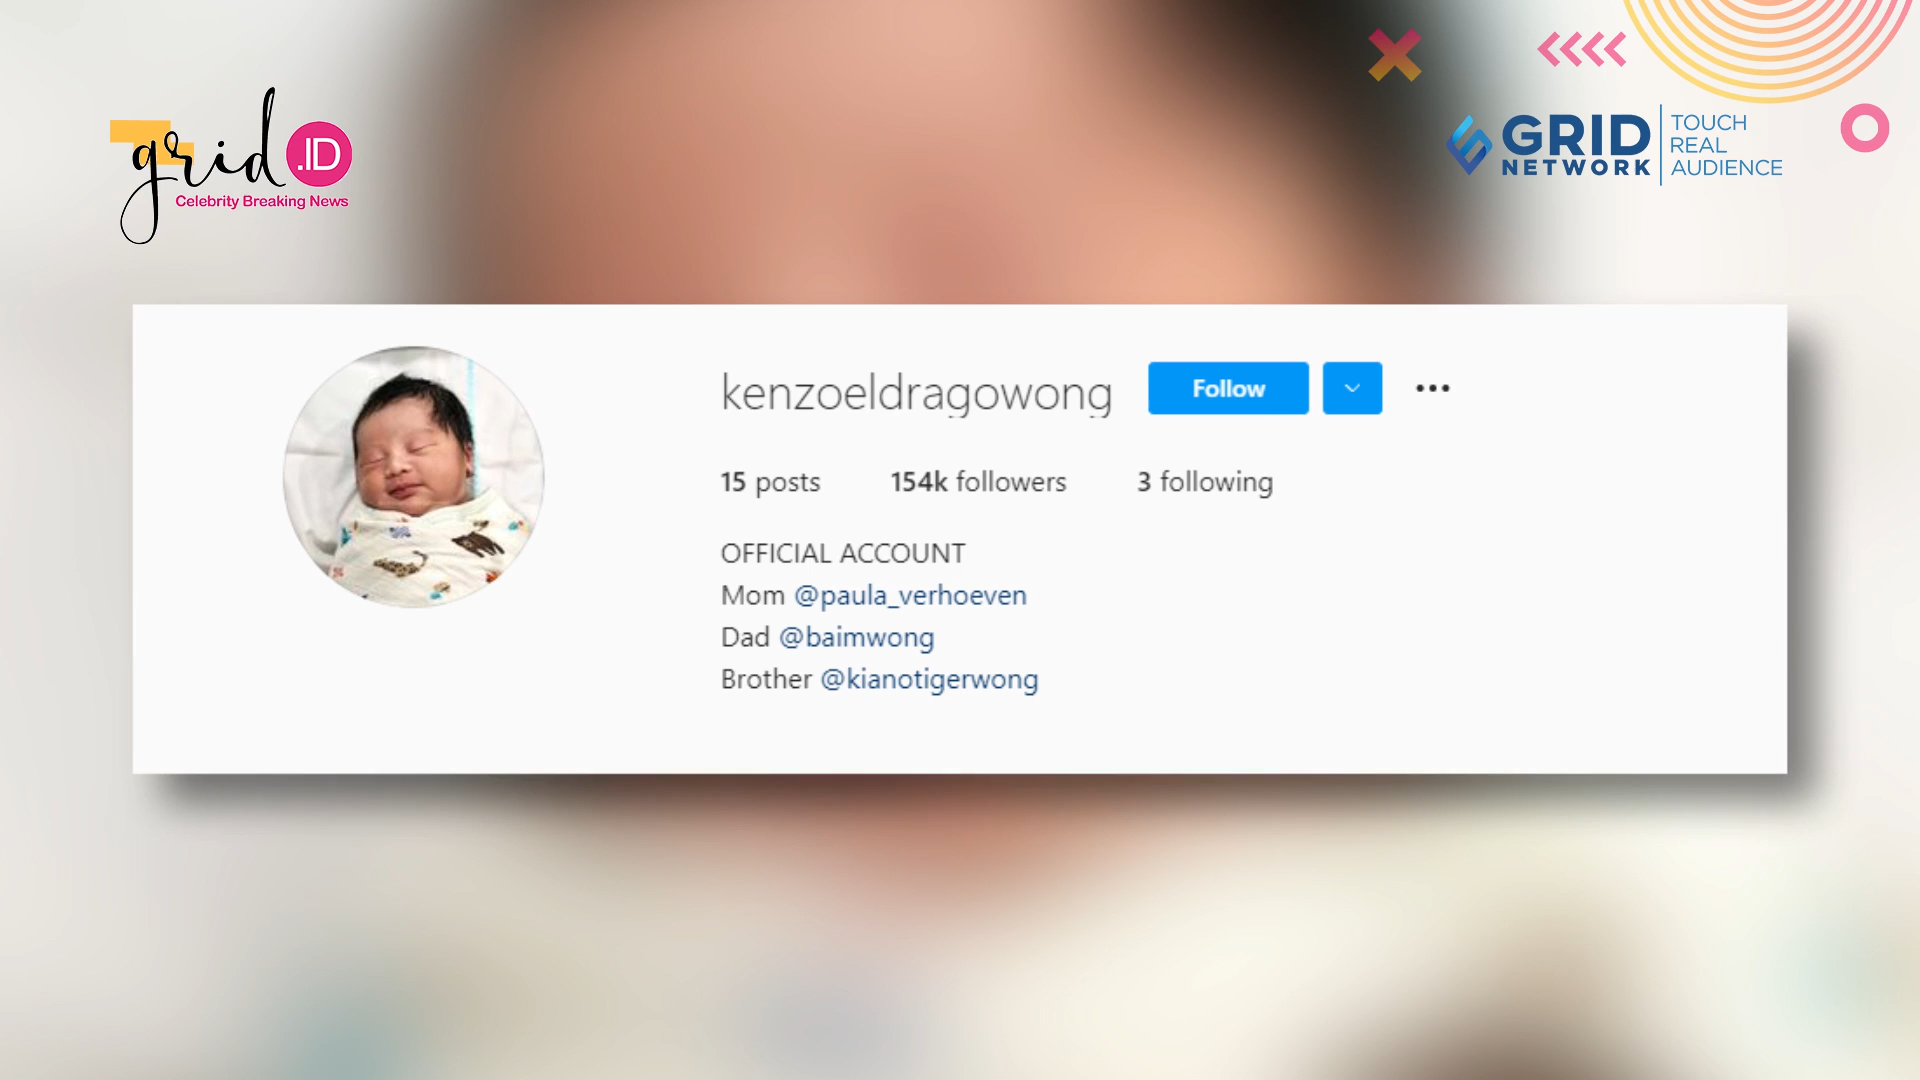 grid .ID
Celebrity Breaking News
GRID
NETWORK
TOUCH
REAL
AUDIENCE
kenzoeldragowong
Follow
15 posts 154k followers 3 following
OFFICIAL ACCOUNT
Mom @paula_verhoeven
Dad @baimwong
Brother @kianotigerwong